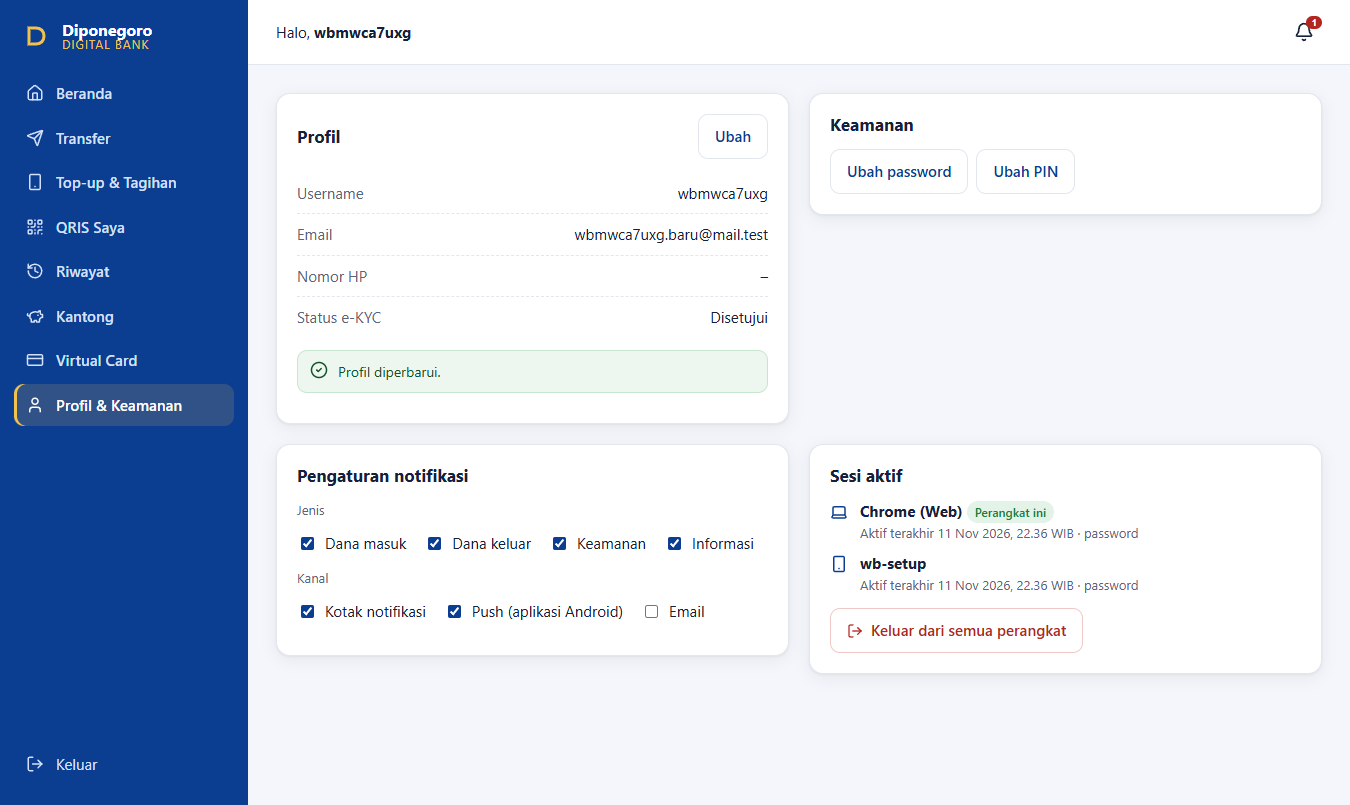 Diponegoro
DIGITAL BANK
Beranda
Transfer
Top-up & Tagihan
QRIS Saya
Riwayat
Kantong
Virtual Card
Profil & Keamanan
Keluar
Halo, wbmwca7uxg
1
Profil
Ubah
Username wbmwca7uxg
Email wbmwca7uxg.baru@mail.test
Nomor HP –
Status e-KYC Disetujui
Profil diperbarui.
Keamanan
Ubah password Ubah PIN
Pengaturan notifikasi
Jenis
Dana masuk Dana keluar Keamanan Informasi
Kanal
Kotak notifikasi Push (aplikasi Android) Email
Sesi aktif
Chrome (Web) Perangkat ini
Aktif terakhir 11 Nov 2026, 22.36 WIB · password
wb-setup
Aktif terakhir 11 Nov 2026, 22.36 WIB · password
Keluar dari semua perangkat